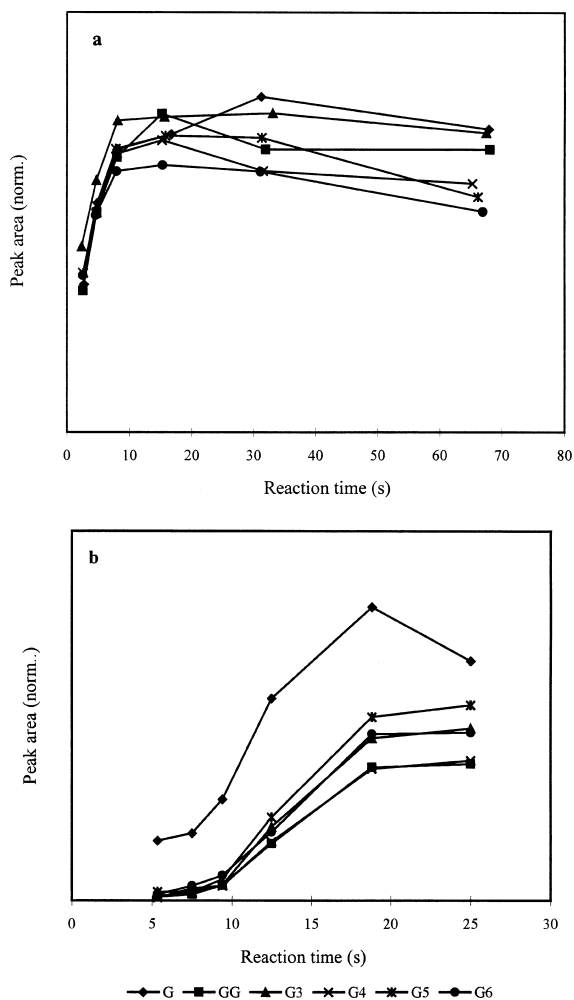 a
Peak area (norm.)
0 10 20 30 40 50 60 70 80
Reaction time (s)
b
Peak area (norm..)
0 5 10 15 20 25 30
Reaction time (s)
G GG G3 G4 G5 G6